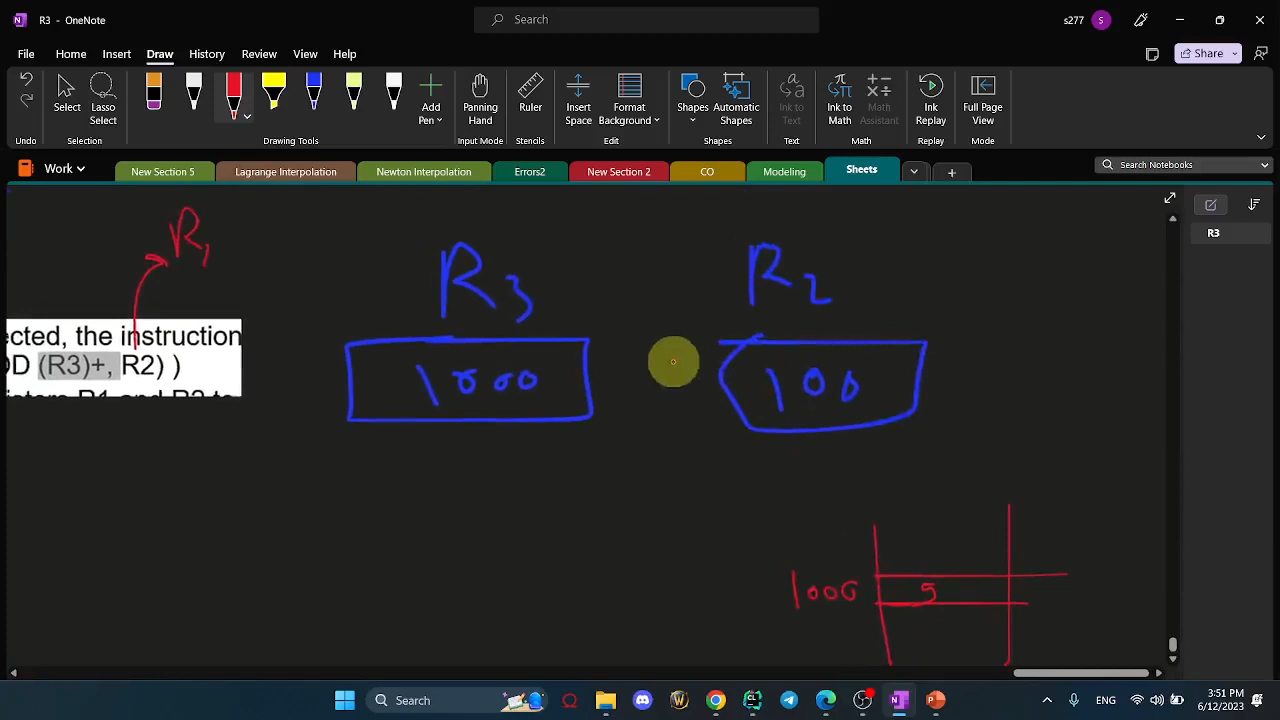 R3 - OneNote
Search
s277
S
File Home Insert Draw History Review View Help
Share
Undo
Select
Lasso Select
Add Pen
Panning Hand
Ruler
Insert Space
Format Background
Shapes
Automatic Shapes
Ink to Text
Ink to Math
Math Assistant
Ink Replay
Full Page View
Undo Drawing Tools Stencils Edit Shapes Text Math Replay Mode
Work
New Section 5 Lagrange Interpolation Newton Interpolation Errors2 New Section 2 CO Modeling Sheets
Search Notebooks
R3
R1
R3 R2
ected, the instruction
DD (R3)+, R2) )
1000 100
1000 5
Search
ENG
3:51 PM
6/12/2023